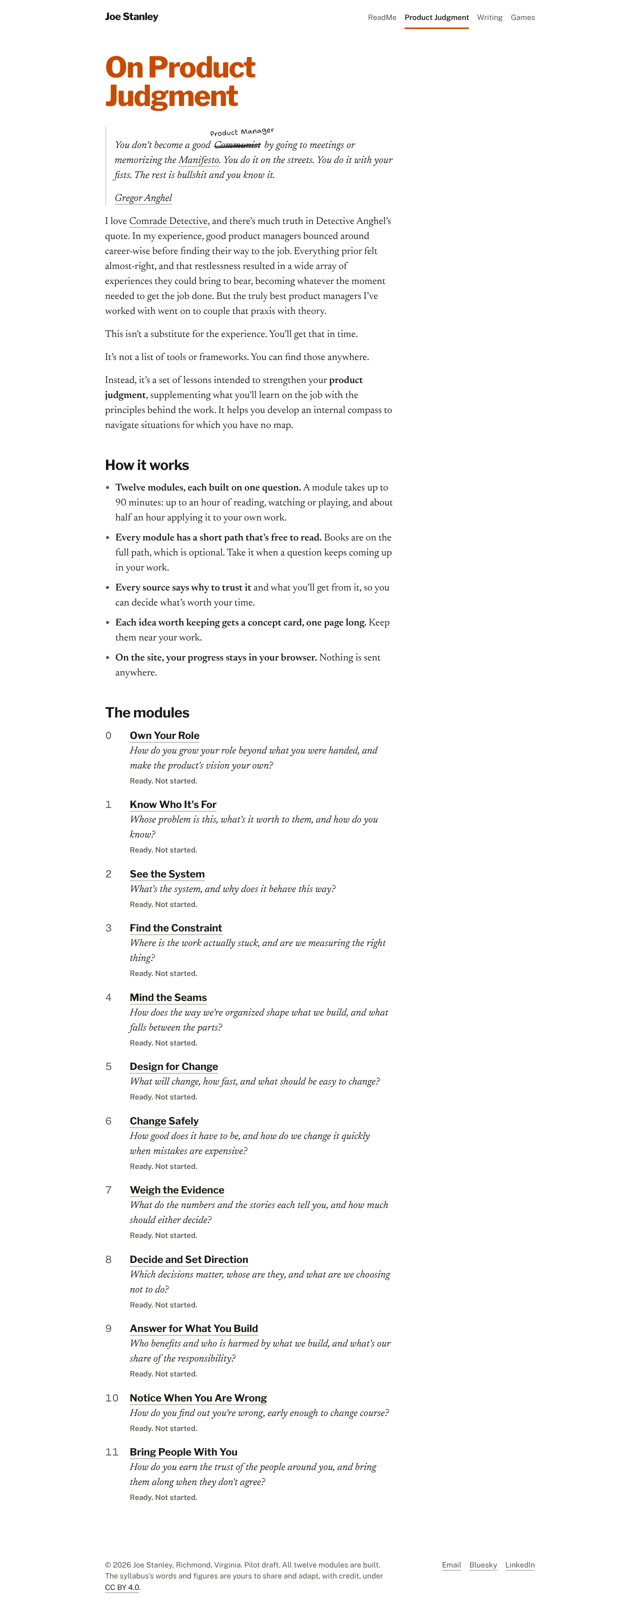 Joe Stanley
ReadMe Product Judgment Writing Games
On Product
Judgment
Product Manager
You don't become a good Communist by going to meetings or
memorizing the Manifesto. You do it on the streets. You do it with your
fists. The rest is bullshit and you know it.
Gregor Anghel
I love Comrade Detective, and there's much truth in Detective Anghel's
quote. In my experience, good product managers bounced around
career-wise before finding their way to the job. Everything prior felt
almost-right, and that restlessness resulted in a wide array of
experiences they could bring to bear, becoming whatever the moment
needed to get the job done. But the truly best product managers I've
worked with went on to couple that praxis with theory.
This isn't a substitute for the experience. You'll get that in time.
It's not a list of tools or frameworks. You can find those anywhere.
Instead, it's a set of lessons intended to strengthen your product
judgment, supplementing what you'll learn on the job with the
principles behind the work. It helps you develop an internal compass to
navigate situations for which you have no map.
How it works
• Twelve modules, each built on one question. A module takes up to
90 minutes: up to an hour of reading, watching or playing, and about
half an hour applying it to your own work.
• Every module has a short path that's free to read. Books are on the
full path, which is optional. Take it when a question keeps coming up
in your work.
• Every source says why to trust it and what you'll get from it, so you
can decide what's worth your time.
• Each idea worth keeping gets a concept card, one page long. Keep
them near your work.
• On the site, your progress stays in your browser. Nothing is sent
anywhere.
The modules
0 Own Your Role
How do you grow your role beyond what you were handed, and
make the product's vision your own?
Ready. Not started.
1 Know Who It's For
Whose problem is this, what's it worth to them, and how do you
know?
Ready. Not started.
2 See the System
What's the system, and why does it behave this way?
Ready. Not started.
3 Find the Constraint
Where is the work actually stuck, and are we measuring the right
thing?
Ready. Not started.
4 Mind the Seams
How does the way we're organized shape what we build, and what
falls between the parts?
Ready. Not started.
5 Design for Change
What will change, how fast, and what should be easy to change?
Ready. Not started.
6 Change Safely
How good does it have to be, and how do we change it quickly
when mistakes are expensive?
Ready. Not started.
7 Weigh the Evidence
What do the numbers and the stories each tell you, and how much
should either decide?
Ready. Not started.
8 Decide and Set Direction
Which decisions matter, whose are they, and what are we choosing
not to do?
Ready. Not started.
9 Answer for What You Build
Who benefits and who is harmed by what we build, and what's our
share of the responsibility?
Ready. Not started.
10 Notice When You Are Wrong
How do you find out you're wrong, early enough to change course?
Ready. Not started.
11 Bring People With You
How do you earn the trust of the people around you, and bring
them along when they don't agree?
Ready. Not started.
© 2026 Joe Stanley, Richmond, Virginia. Pilot draft. All twelve modules are built.
The syllabus's words and figures are yours to share and adapt, with credit, under
CC BY 4.0.
Email Bluesky LinkedIn